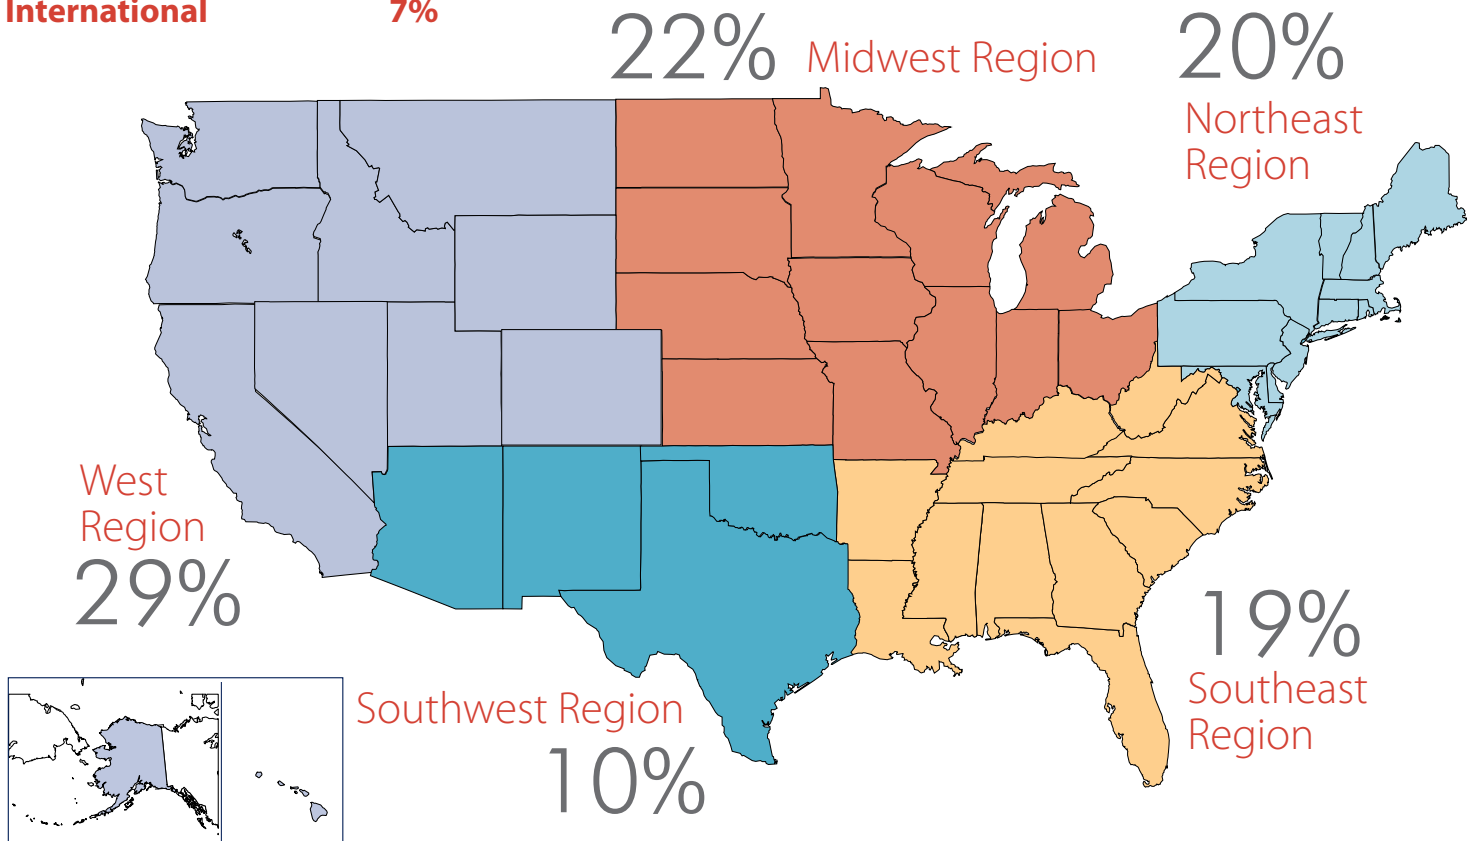 International 7%
22% Midwest Region
20%
Northeast
Region
West
Region
29%
19%
Southeast
Region
Southwest Region
10%